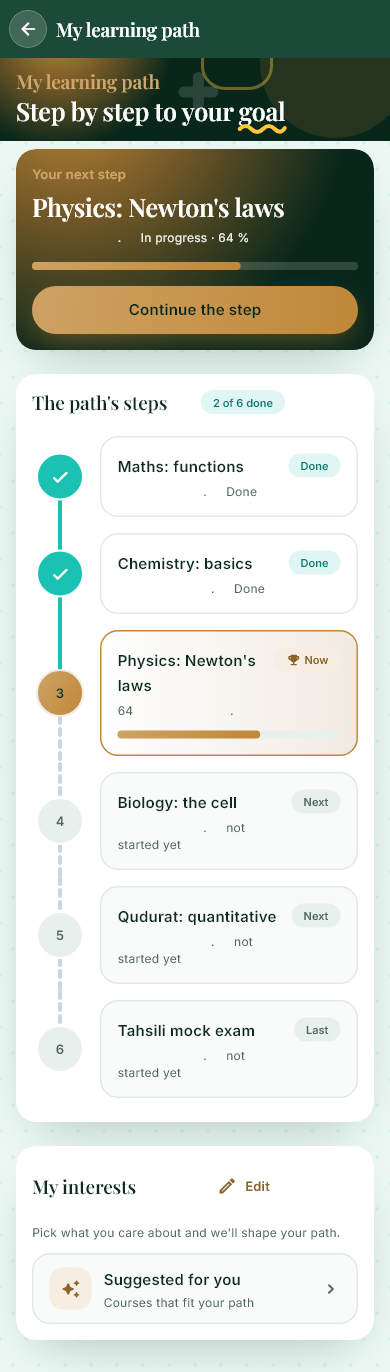 My learning path
My learning path
Step by step to your goal
Your next step
Physics: Newton's laws
. In progress · 64 %
Continue the step
The path's steps
2 of 6 done
Maths: functions
Done
. Done
Chemistry: basics
Done
. Done
3
Physics: Newton's
laws
Now
64 .
4
Biology: the cell
Next
. not
started yet
5
Qudurat: quantitative
Next
. not
started yet
6
Tahsili mock exam
Last
. not
started yet
My interests
Edit
Pick what you care about and we'll shape your path.
Suggested for you
Courses that fit your path